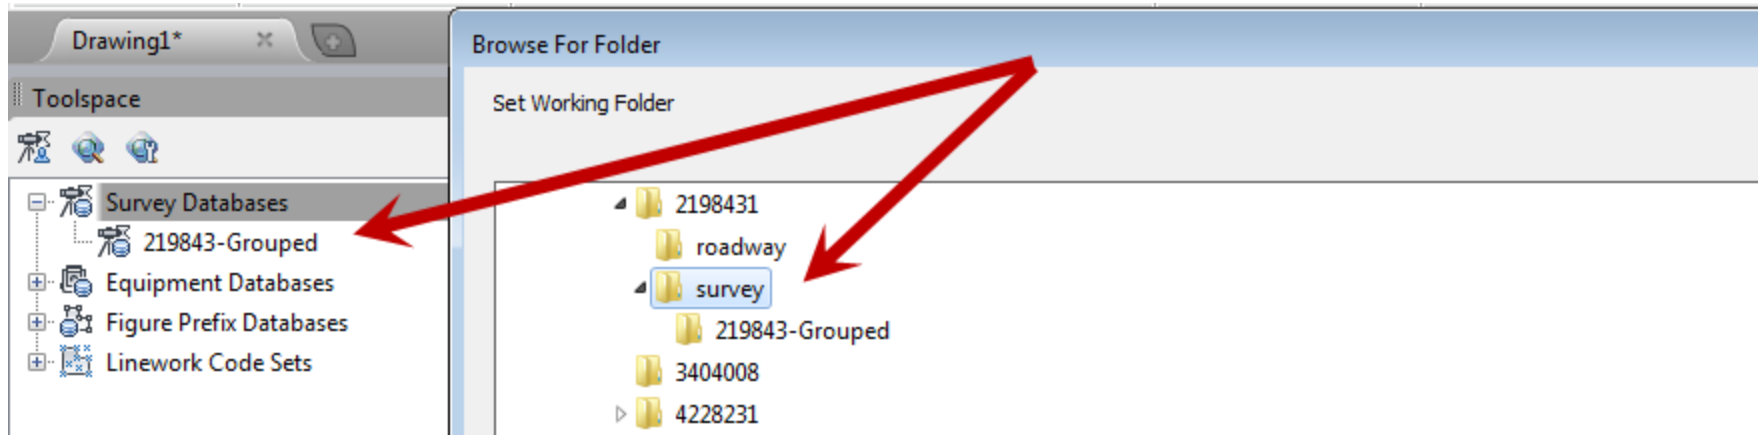 Drawing1*
Browse For Folder
Toolspace
Set Working Folder
Survey Databases
219843-Grouped
Equipment Databases
Figure Prefix Databases
Linework Code Sets
2198431
roadway
survey
219843-Grouped
3404008
4228231